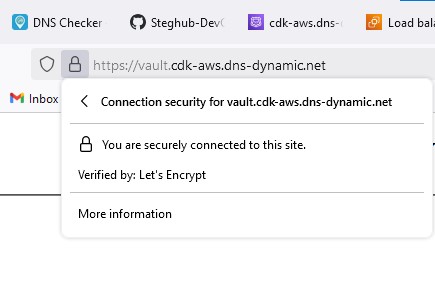 DNS Checker
Steghub-Dev
cdk-aws.dns-
Load bal
https://vault.cdk-aws.dns-dynamic.net
Inbox
Connection security for vault.cdk-aws.dns-dynamic.net
You are securely connected to this site.
Verified by: Let's Encrypt
More information